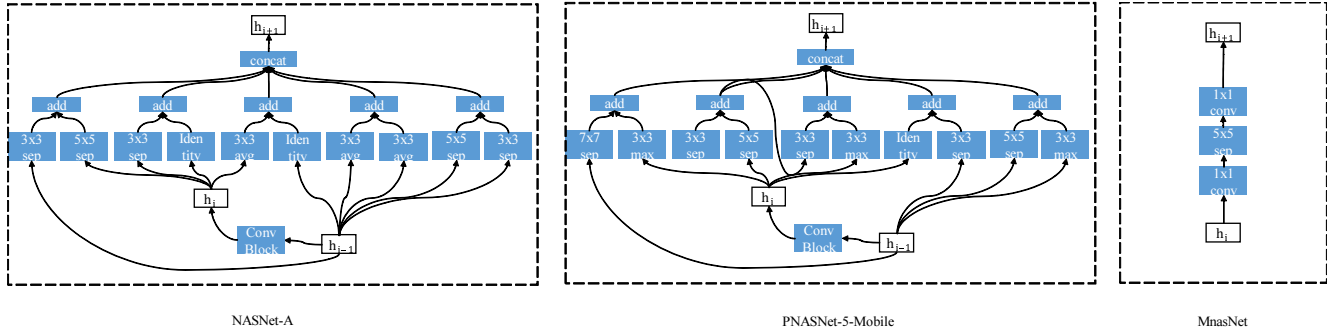 h_{i+1}
concat
add add add add add
3x3 sep 5x5 sep 3x3 sep Iden tity 3x3 avg Iden tity 3x3 avg 3x3 avg 5x5 sep 3x3 sep
h_i
Conv Block
h_{i-1}
NASNet-A
h_{i+1}
concat
add add add add add
7x7 sep 3x3 max 3x3 sep 5x5 sep 3x3 sep 3x3 max Iden tity 3x3 sep 5x5 sep 3x3 max
h_i
Conv Block
h_{i-1}
PNASNet-5-Mobile
h_{i+1}
1x1 conv
5x5 sep
1x1 conv
h_i
MnasNet